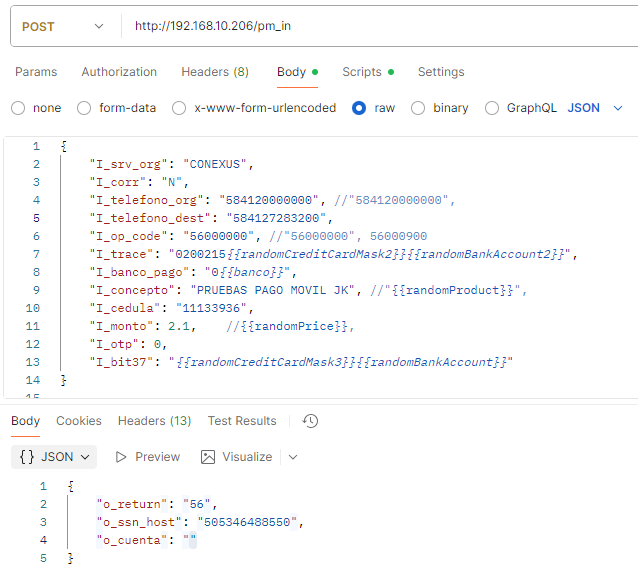 POST http://192.168.10.206/pm_in
Params Authorization Headers (8) Body Scripts Settings
none form-data x-www-form-urlencoded raw binary GraphQL JSON
1 {
2 "I_srv_org": "CONEXUS",
3 "I_corr": "N",
4 "I_telefono_org": "584120000000", //"584120000000",
5 "I_telefono_dest": "584127283200",
6 "I_op_code": "56000000", //"56000000", 56000900
7 "I_trace": "0200215{{randomCreditCardMask2}}{{randomBankAccount2}}",
8 "I_banco_pago": "0{{banco}}",
9 "I_concepto": "PRUEBAS PAGO MOVIL JK", //"{{randomProduct}}",
10 "I_cedula": "11133936",
11 "I_monto": 2.1, //{{randomPrice}},
12 "I_otp": 0,
13 "I_bit37": "{{randomCreditCardMask3}}{{randomBankAccount}}"
14 }
15
Body Cookies Headers (13) Test Results
{} JSON Preview Visualize
1 {
2 "o_return": "56",
3 "o_ssn_host": "505346488550",
4 "o_cuenta": ""
5 }